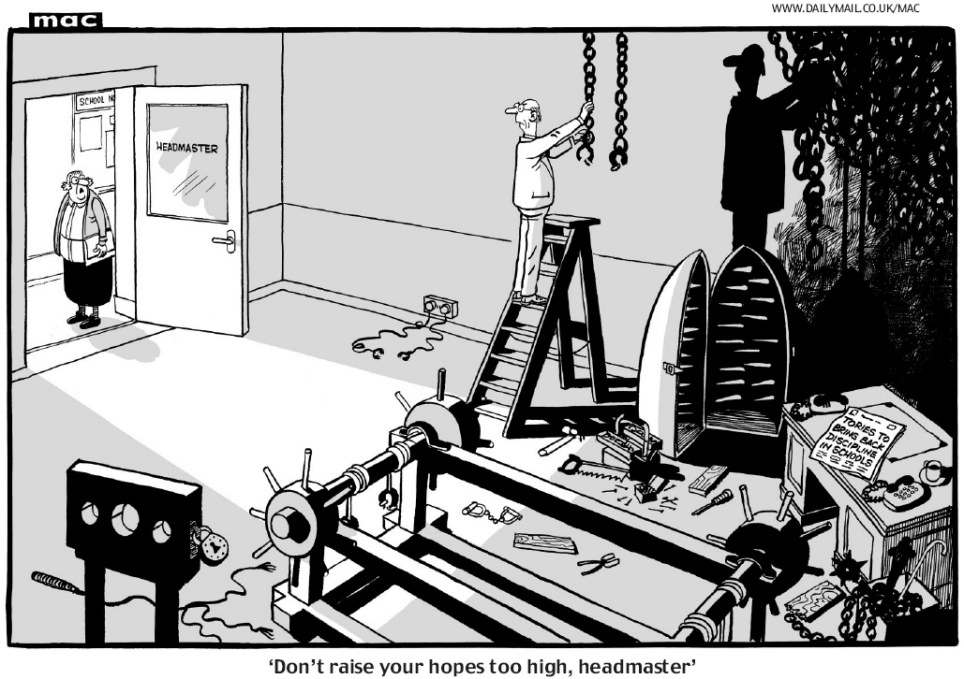 mac
WWW.DAILYMAIL.CO.UK/MAC
SCHOOL
HEADMASTER
TORIES TO
BRING BACK
DISCIPLINE
IN SCHOOLS
‘Don’t raise your hopes too high, headmaster’